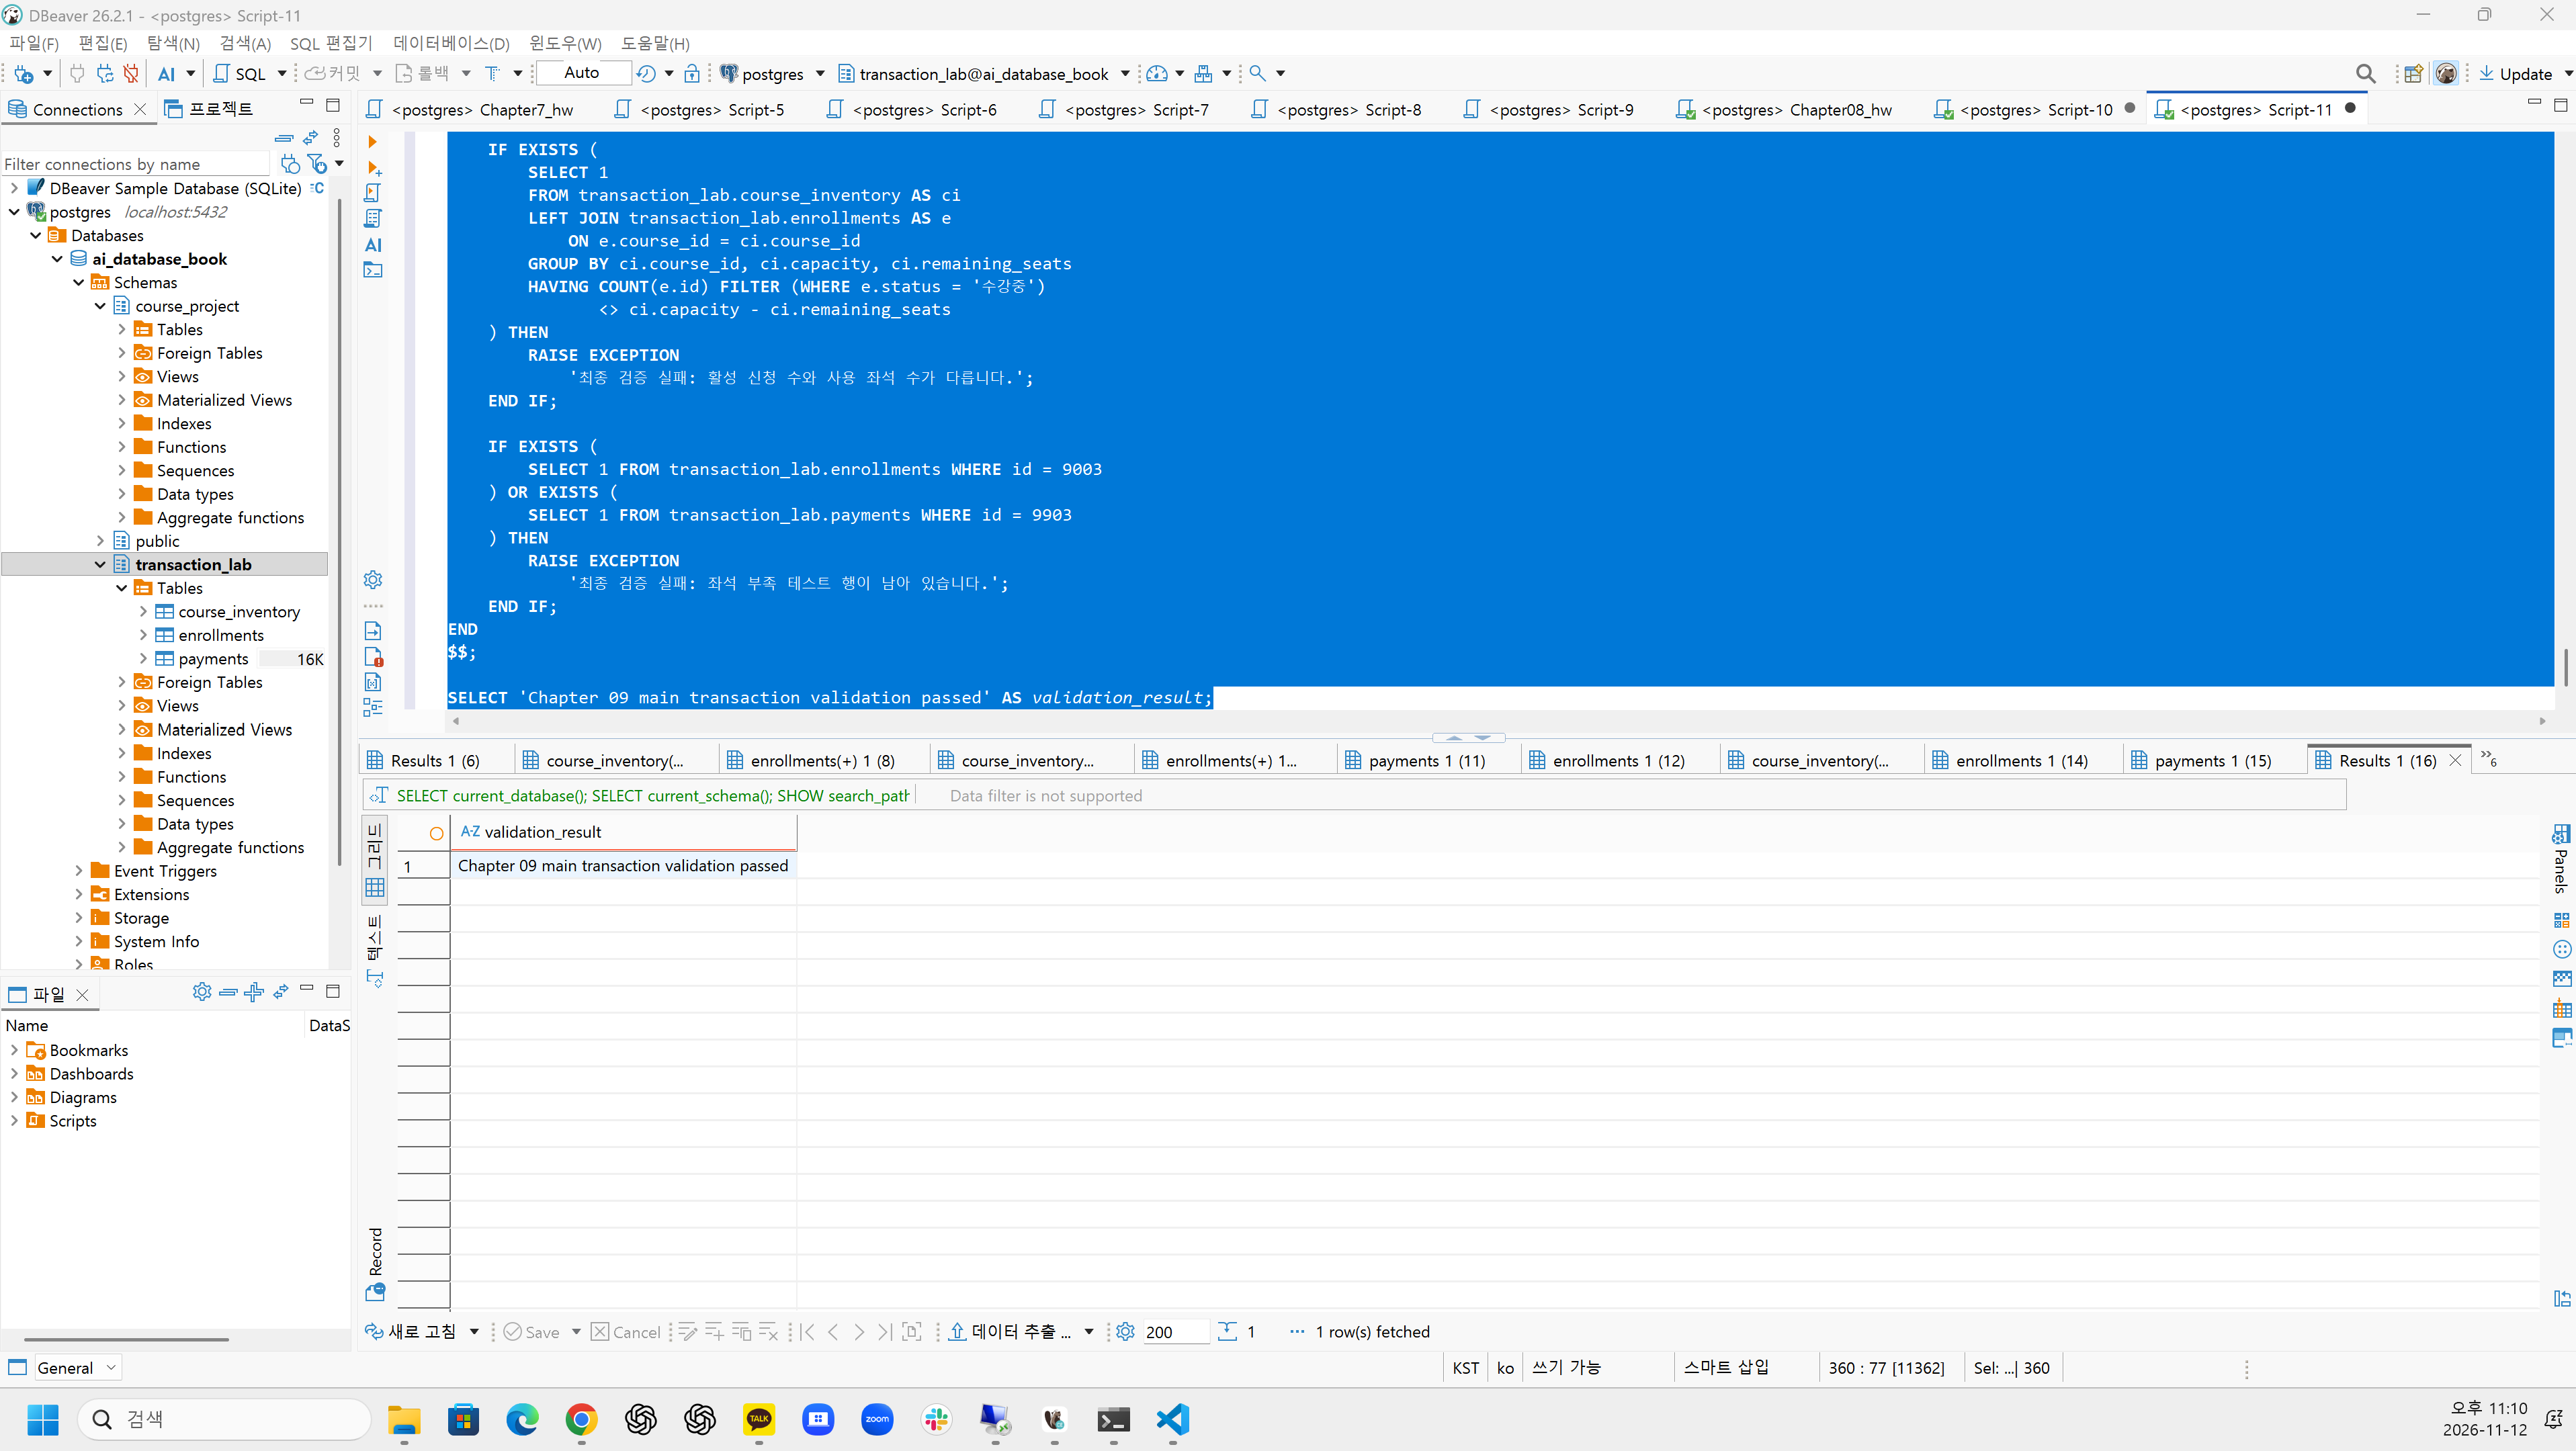 DBeaver 26.2.1 - <postgres> Script-11
파일(F) 편집(E) 탐색(N) 검색(A) SQL 편집기 데이터베이스(D) 윈도우(W) 도움말(H)
AI SQL 커밋 롤백 Auto postgres transaction_lab@ai_database_book Update
Connections 프로젝트
Filter connections by name
DBeaver Sample Database (SQLite)
postgres localhost:5432
Databases
ai_database_book
Schemas
course_project
Tables
Foreign Tables
Views
Materialized Views
Indexes
Functions
Sequences
Data types
Aggregate functions
public
transaction_lab
Tables
course_inventory
enrollments
payments 16K
Foreign Tables
Views
Materialized Views
Indexes
Functions
Sequences
Data types
Aggregate functions
Event Triggers
Extensions
Storage
System Info
Roles
파일
Name DataS
Bookmarks
Dashboards
Diagrams
Scripts
<postgres> Chapter7_hw <postgres> Script-5 <postgres> Script-6 <postgres> Script-7 <postgres> Script-8 <postgres> Script-9 <postgres> Chapter08_hw <postgres> Script-10 <postgres> Script-11
AI
IF EXISTS (
SELECT 1
FROM transaction_lab.course_inventory AS ci
LEFT JOIN transaction_lab.enrollments AS e
ON e.course_id = ci.course_id
GROUP BY ci.course_id, ci.capacity, ci.remaining_seats
HAVING COUNT(e.id) FILTER (WHERE e.status = '수강중')
<> ci.capacity - ci.remaining_seats
) THEN
RAISE EXCEPTION
'최종 검증 실패: 활성 신청 수와 사용 좌석 수가 다릅니다.';
END IF;
IF EXISTS (
SELECT 1 FROM transaction_lab.enrollments WHERE id = 9003
) OR EXISTS (
SELECT 1 FROM transaction_lab.payments WHERE id = 9903
) THEN
RAISE EXCEPTION
'최종 검증 실패: 좌석 부족 테스트 행이 남아 있습니다.';
END IF;
END
$$;
SELECT 'Chapter 09 main transaction validation passed' AS validation_result;
Results 1 (6) course_inventory(... enrollments(+) 1 (8) course_inventory... enrollments(+) 1... payments 1 (11) enrollments 1 (12) course_inventory(... enrollments 1 (14) payments 1 (15) Results 1 (16) »6
SELECT current_database(); SELECT current_schema(); SHOW search_path Data filter is not supported
그리드
텍스트
Record
A-Z validation_result
1 Chapter 09 main transaction validation passed
Panels
새로 고침 Save Cancel 데이터 추출 ... 200 1 ... 1 row(s) fetched
General
KST ko 쓰기 가능 스마트 삽입 360 : 77 [11362] Sel: ...| 360
검색
TALK
zoom
오후 11:10
2026-11-12